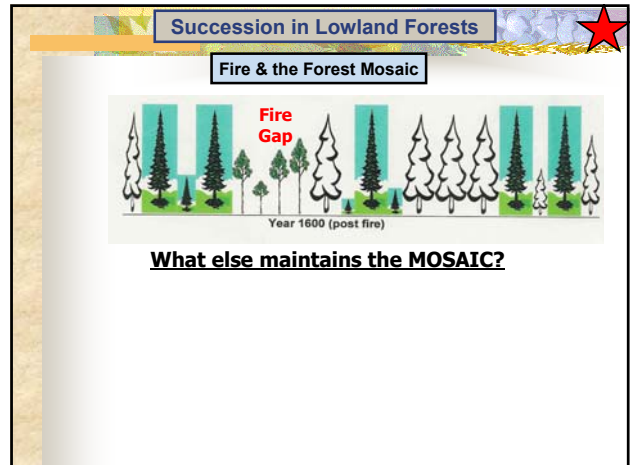 Succession in Lowland Forests
Fire & the Forest Mosaic
Fire
Gap
Year 1600 (post fire)
What else maintains the MOSAIC?